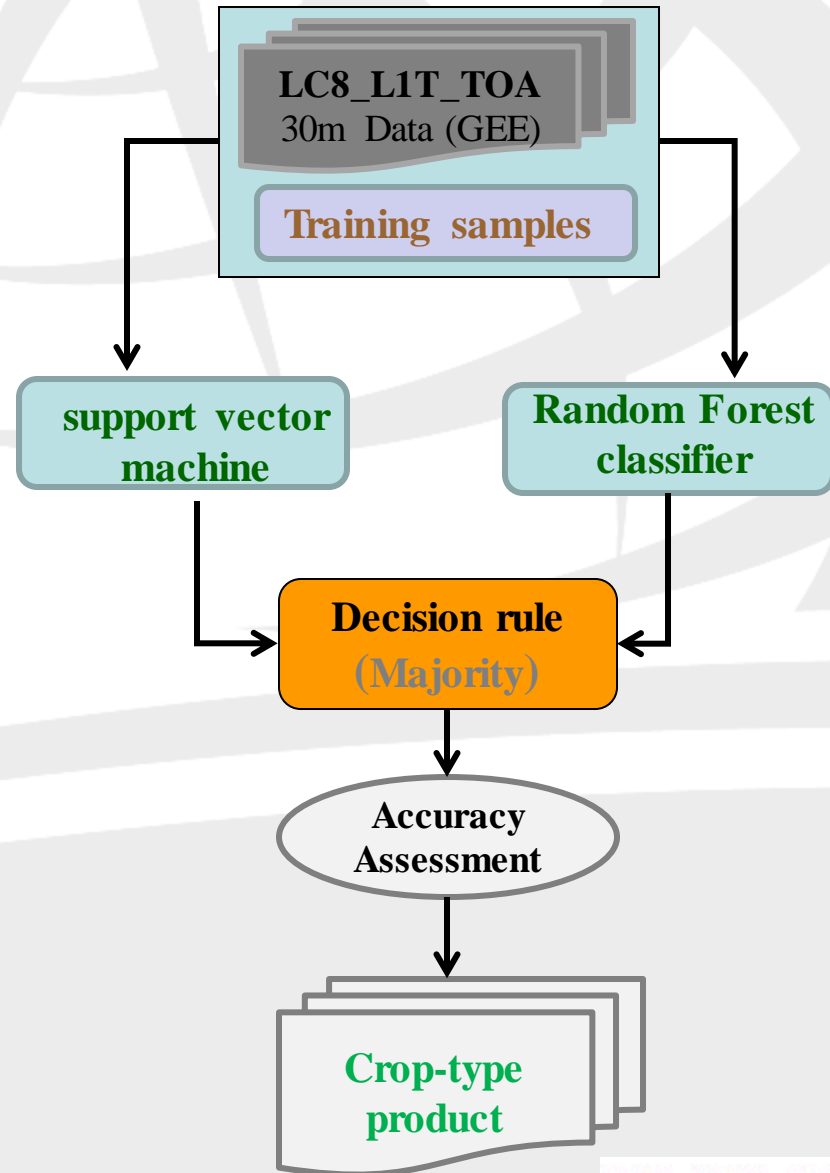 LC8_L1T_TOA
30m Data (GEE)
Training samples
support vector
machine
Random Forest
classifier
Decision rule
(Majority)
Accuracy
Assessment
Crop-type
product